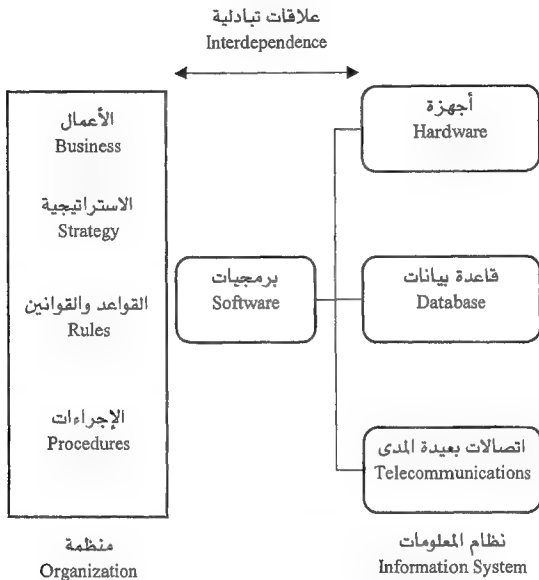 علاقات تبادلية
Interdependence
الأعمال
Business
الاستراتيجية
Strategy
القواعد والقوانين
Rules
الإجراءات
Procedures
منظمة
Organization
برمجيات
Software
أجهزة
Hardware
قاعدة بيانات
Database
اتصالات بعيدة المدى
Telecommunications
نظام المعلومات
Information System